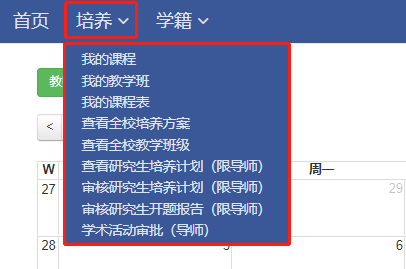 首页 培养 学籍
我的课程
我的教学班
我的课程表
查看全校培养方案
查看全校教学班级
查看研究生培养计划（限导师）
审核研究生培养计划（限导师）
审核研究生开题报告（限导师）
学术活动审批（导师）
教
<
W 周一
27 29
28 5 6